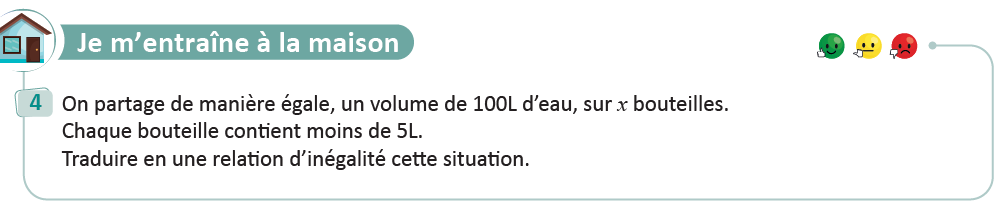 Je m’entraîne à la maison
4 On partage de manière égale, un volume de 100L d’eau, sur x bouteilles.
Chaque bouteille contient moins de 5L.
Traduire en une relation d’inégalité cette situation.